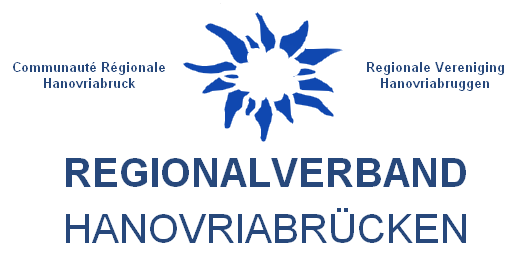 Communauté Régionale
Hanovriabruck
Regionale Vereniging
Hanovriabruggen
REGIONALVERBAND
HANOVRIABRÜCKEN